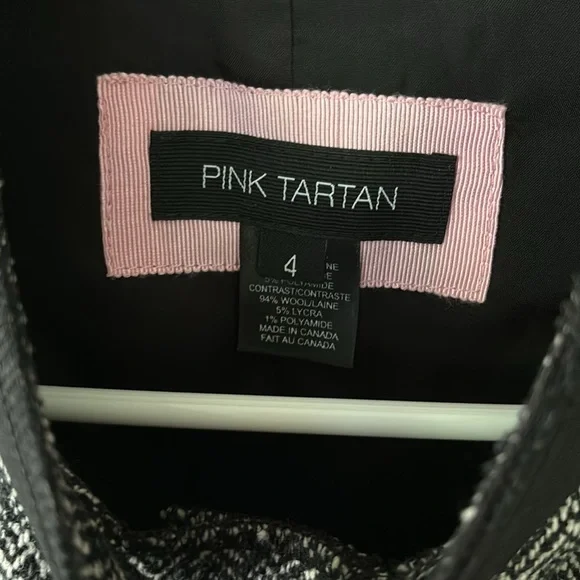 PINK TARTAN
4
CONTRAST/CONTRASTE
94% WOOL/LAINE
5% LYCRA
1% POLYAMIDE
MADE IN CANADA
FAIT AU CANADA